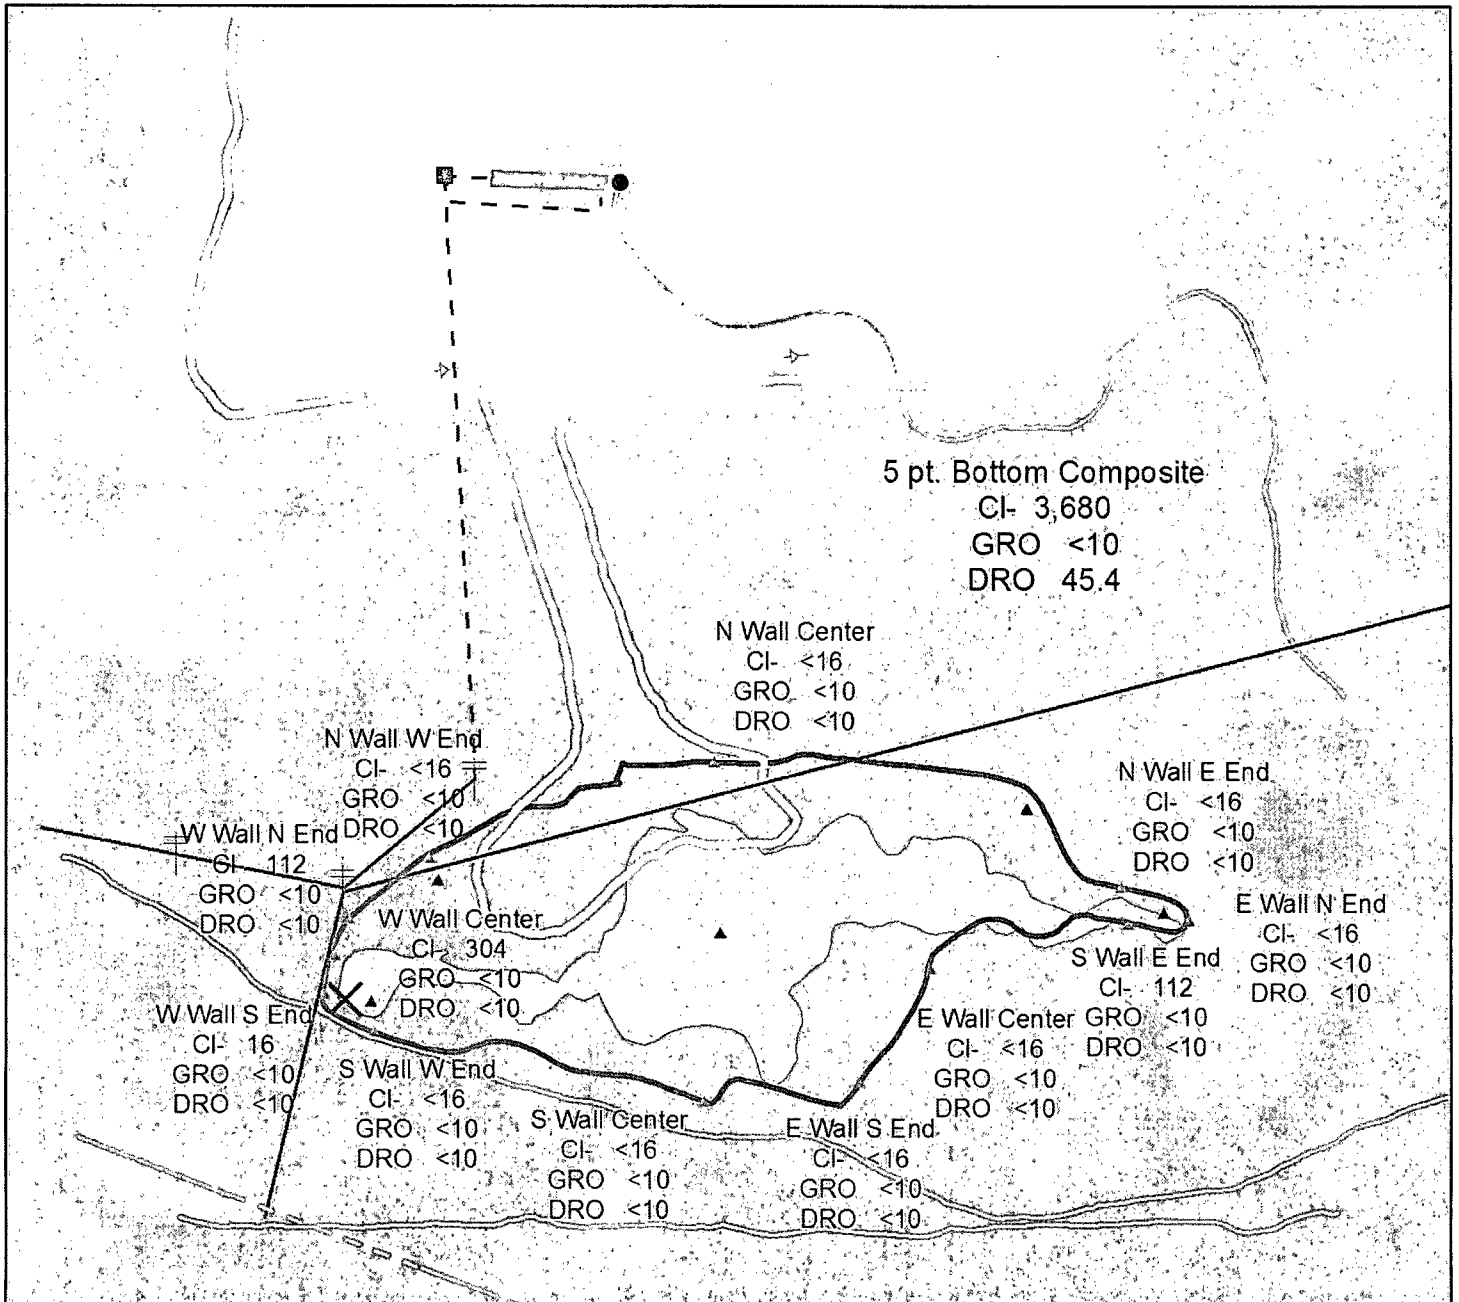 5 pt. Bottom Composite
Cl- 3,680
GRO <10
DRO 45.4
N Wall Center
Cl- <16
GRO <10
DRO <10
N Wall W End
Cl- <16
GRO <10
DRO <10
N Wall E End
Cl- <16
GRO <10
DRO <10
W Wall N End
Cl- 112
GRO <10
DRO <10
W Wall Center
Cl- 304
GRO <10
DRO <10
E Wall N End
Cl- <16
GRO <10
DRO <10
S Wall E End
Cl- 112
GRO <10
DRO <10
W Wall S End
Cl- 16
GRO <10
DRO <10
E Wall Center
Cl- <16
GRO <10
DRO <10
S Wall W End
Cl- <16
GRO <10
DRO <10
S Wall Center
Cl- <16
GRO <10
DRO <10
E Wall S End
Cl- <16
GRO <10
DRO <10